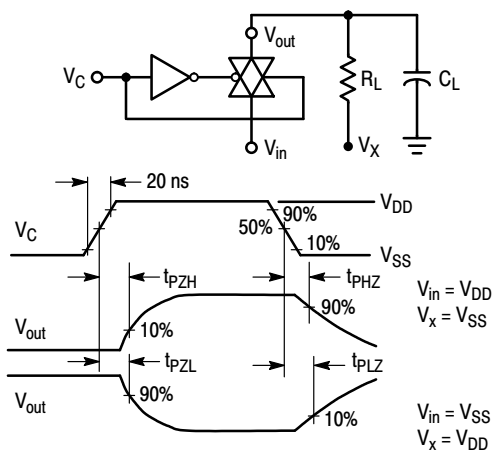 V_out
V_C
R_L
C_L
V_in
V_X
20 ns
V_C
50%
90%
V_DD
10%
V_SS
t_PZH
t_PHZ
V_out
10%
90%
V_in = V_DD
V_X = V_SS
t_PZL
t_PLZ
V_out
90%
10%
V_in = V_SS
V_X = V_DD